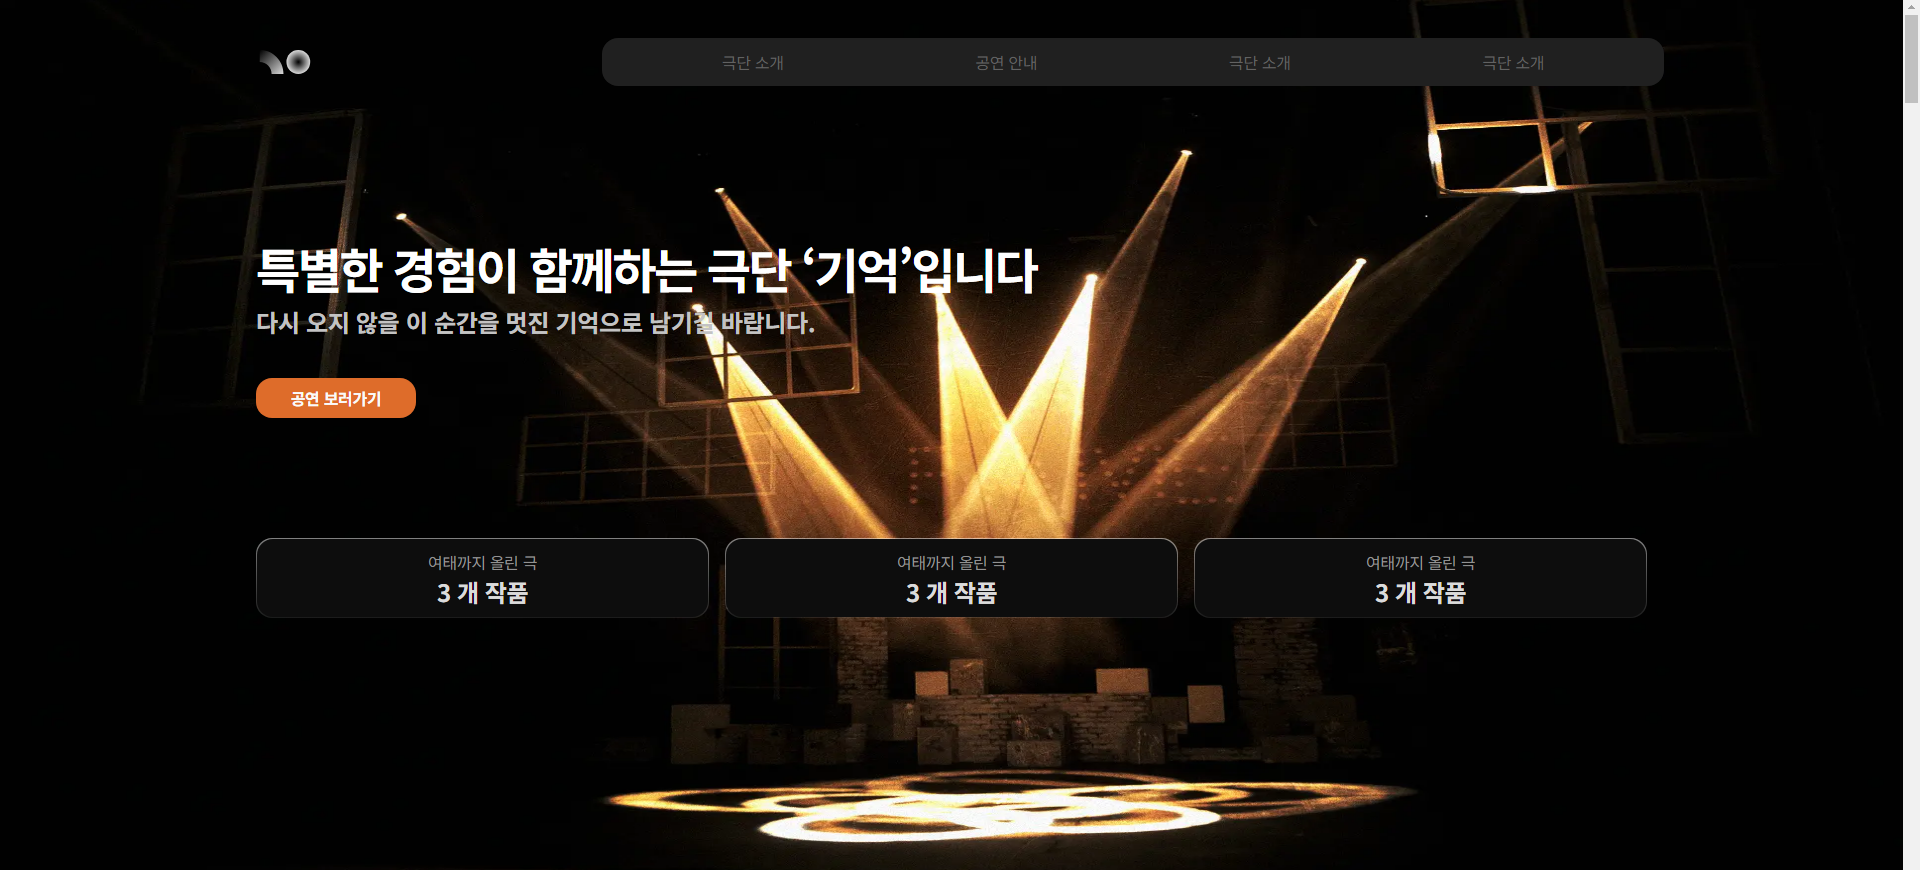 극단 소개
공연 안내
극단 소개
극단 소개
특별한 경험이 함께하는 극단 ‘기억’입니다
다시 오지 않을 이 순간을 멋진 기억으로 남기길 바랍니다.
공연 보러가기
여태까지 올린 극
3 개 작품
여태까지 올린 극
3 개 작품
여태까지 올린 극
3 개 작품